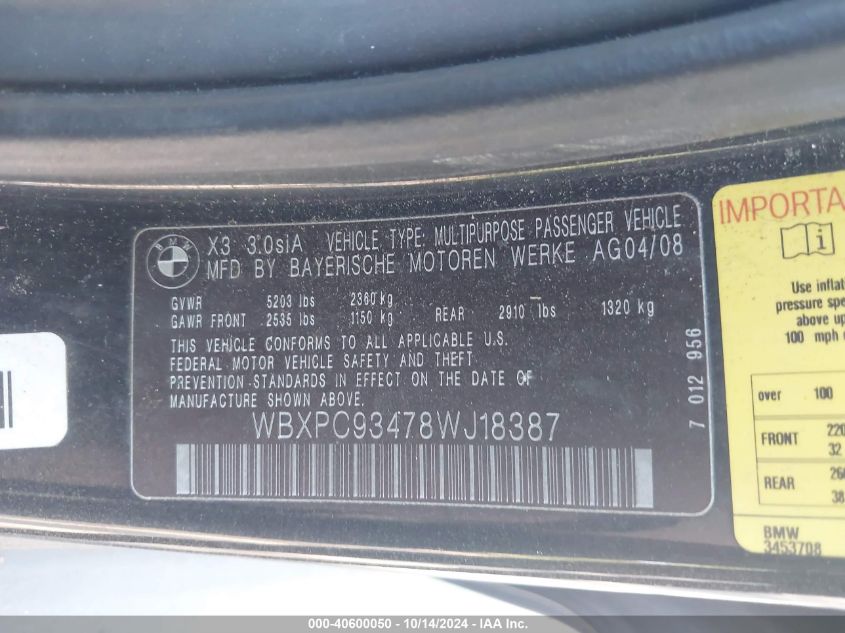 BMW
X3 3.0siA VEHICLE TYPE: MULTIPURPOSE PASSENGER VEHICLE
MFD BY BAYERISCHE MOTOREN WERKE AG04/08
GVWR 5203 lbs 2360 kg
GAWR FRONT 2535 lbs 1150 kg REAR 2910 lbs 1320 kg
THIS VEHICLE CONFORMS TO ALL APPLICABLE U.S.
FEDERAL MOTOR VEHICLE SAFETY AND THEFT
PREVENTION STANDARDS IN EFFECT ON THE DATE OF
MANUFACTURE SHOWN ABOVE.
WBXPC93478WJ18387
7 012 956
IMPORTA
i
Use inflat
pressure spe
above up
100 mph
over 100
FRONT 220
32
REAR 260
38
BMW
3453708
000-40600050 - 10/14/2024 - IAA, Inc.